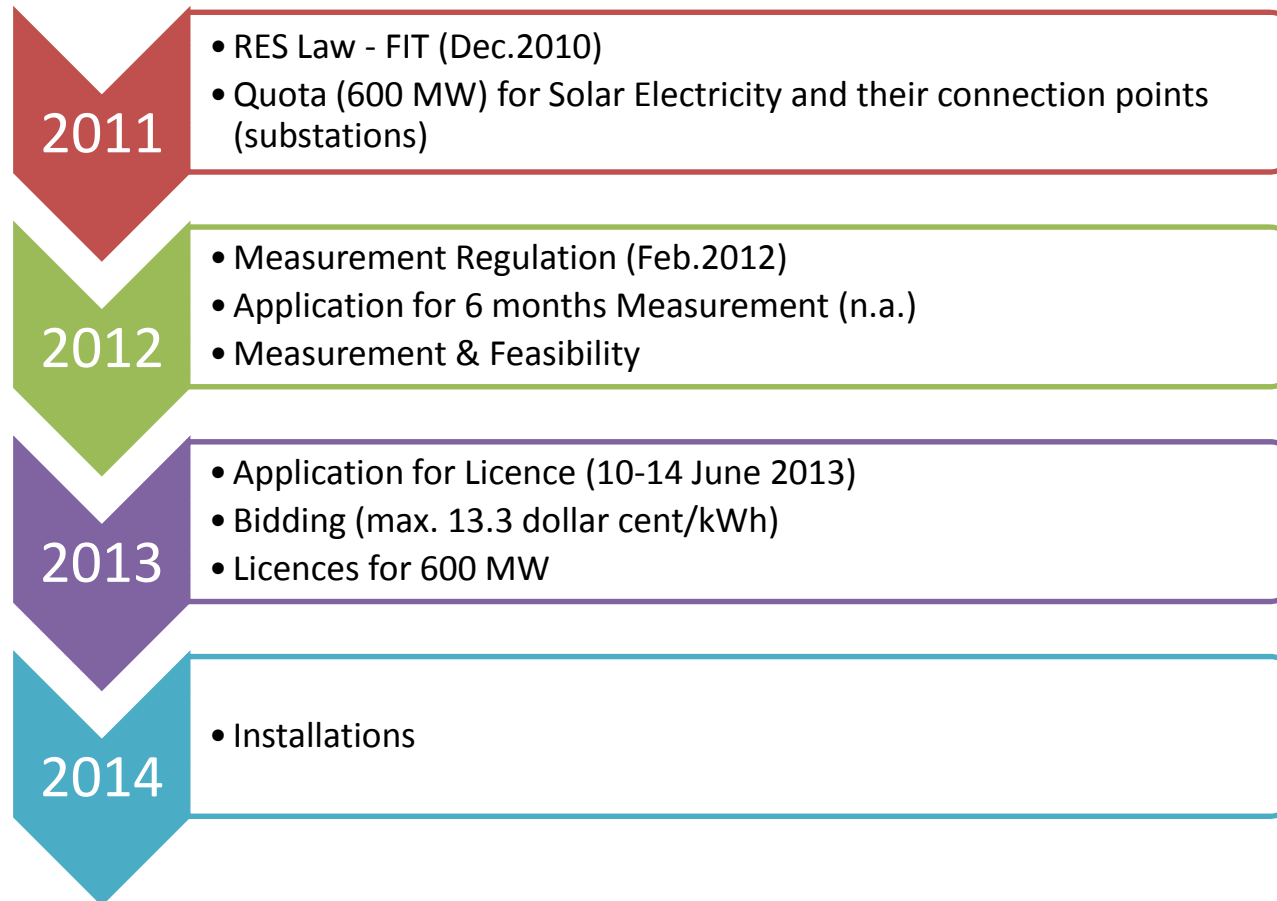 2011
• RES Law - FIT (Dec.2010)
• Quota (600 MW) for Solar Electricity and their connection points
(substations)
2012
• Measurement Regulation (Feb.2012)
• Application for 6 months Measurement (n.a.)
• Measurement & Feasibility
2013
• Application for Licence (10-14 June 2013)
• Bidding (max. 13.3 dollar cent/kWh)
• Licences for 600 MW
2014
• Installations